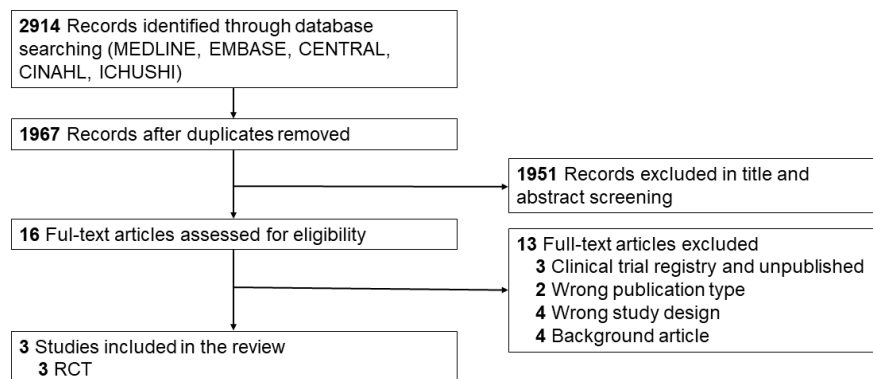 2914 Records identified through database
searching (MEDLINE, EMBASE, CENTRAL,
CINAHL, ICHUSHI)
1967 Records after duplicates removed
1951 Records excluded in title and
abstract screening
16 Ful-text articles assessed for eligibility
13 Full-text articles excluded
3 Clinical trial registry and unpublished
2 Wrong publication type
4 Wrong study design
4 Background article
3 Studies included in the review
3 RCT